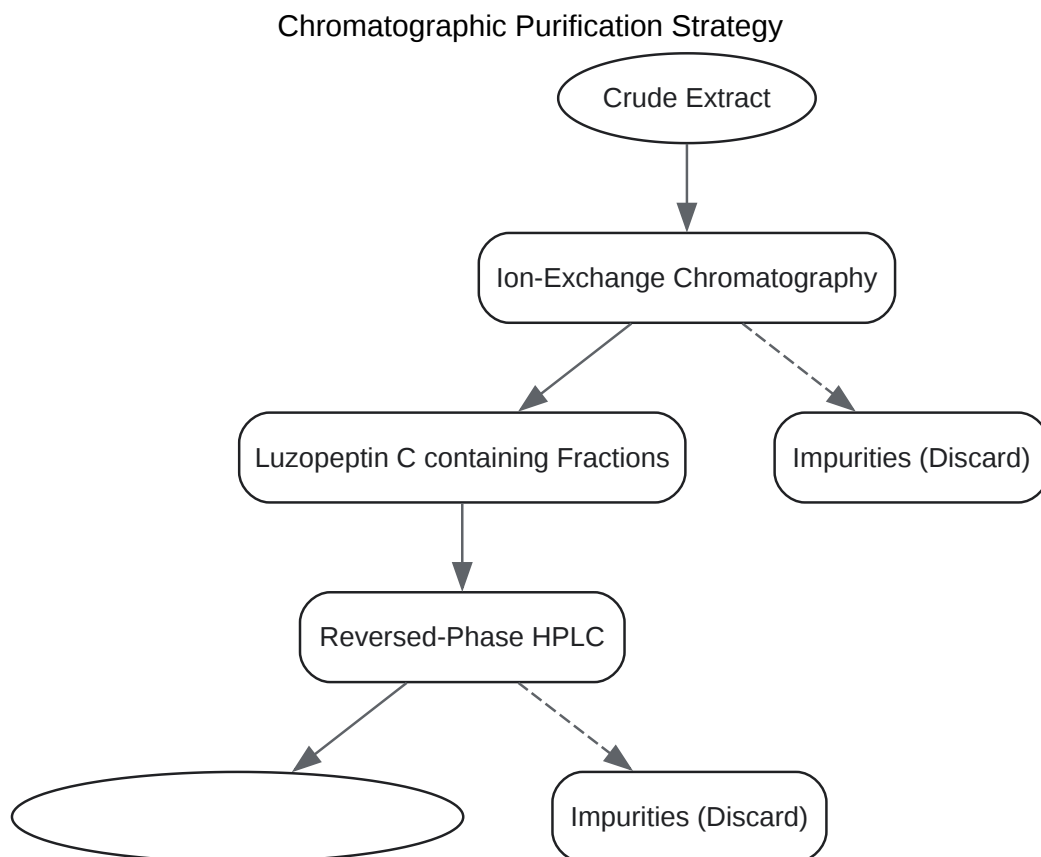 Chromatographic Purification Strategy
Crude Extract
Ion-Exchange Chromatography
Luzopeptin C containing Fractions
Impurities (Discard)
Reversed-Phase HPLC
Impurities (Discard)